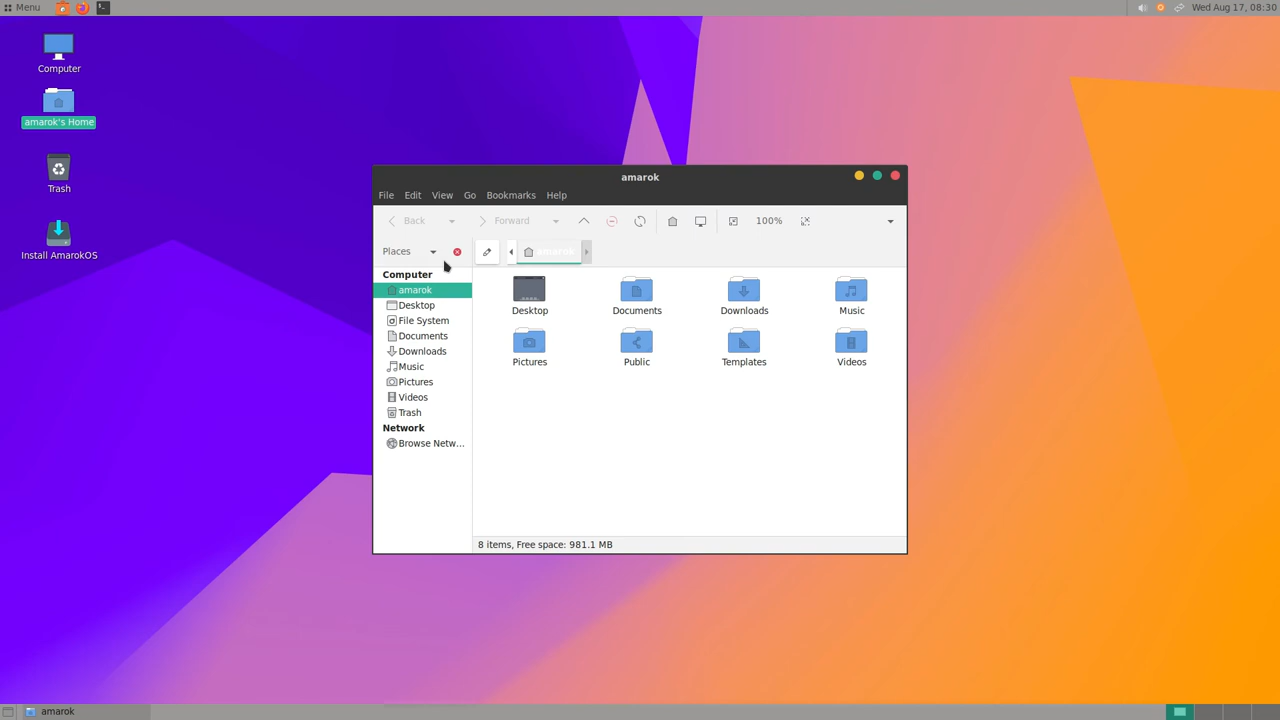 Menu
Wed Aug 17, 08:30
Computer
amarok's Home
Trash
Install AmarokOS
amarok
File Edit View Go Bookmarks Help
Back Forward 100%
Places amarok
Computer
amarok
Desktop
File System
Documents
Downloads
Music
Pictures
Videos
Trash
Network
Browse Netw...
Desktop Documents Downloads Music
Pictures Public Templates Videos
8 items, Free space: 981.1 MB
amarok